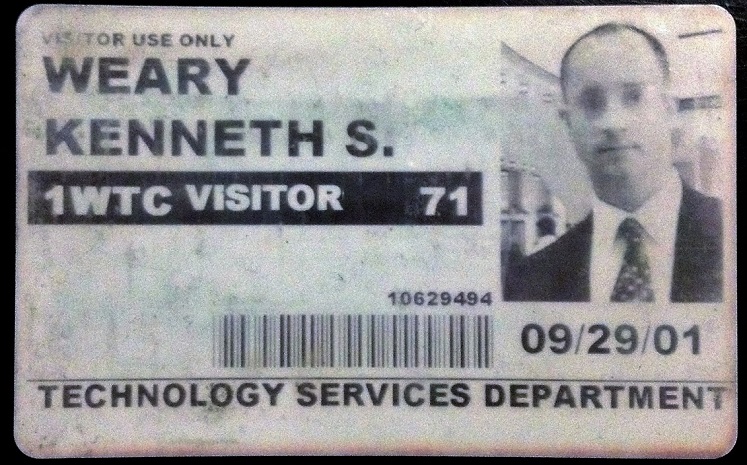 VISITOR USE ONLY
WEARY
KENNETH S.
1WTC VISITOR 71
10629494
09/29/01
TECHNOLOGY SERVICES DEPARTMENT